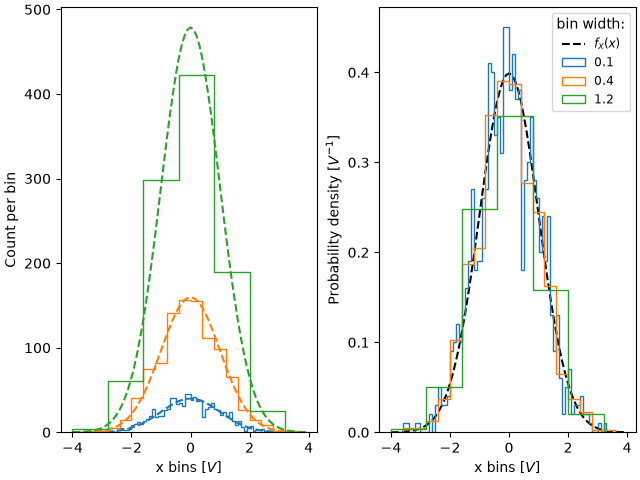 500
400
300
200
100
0
Count per bin
−4 −2 0 2 4
x bins [V]
0.4
0.3
0.2
0.1
0.0
Probability density [V⁻¹]
−4 −2 0 2 4
x bins [V]
bin width:
fₓ(x)
0.1
0.4
1.2